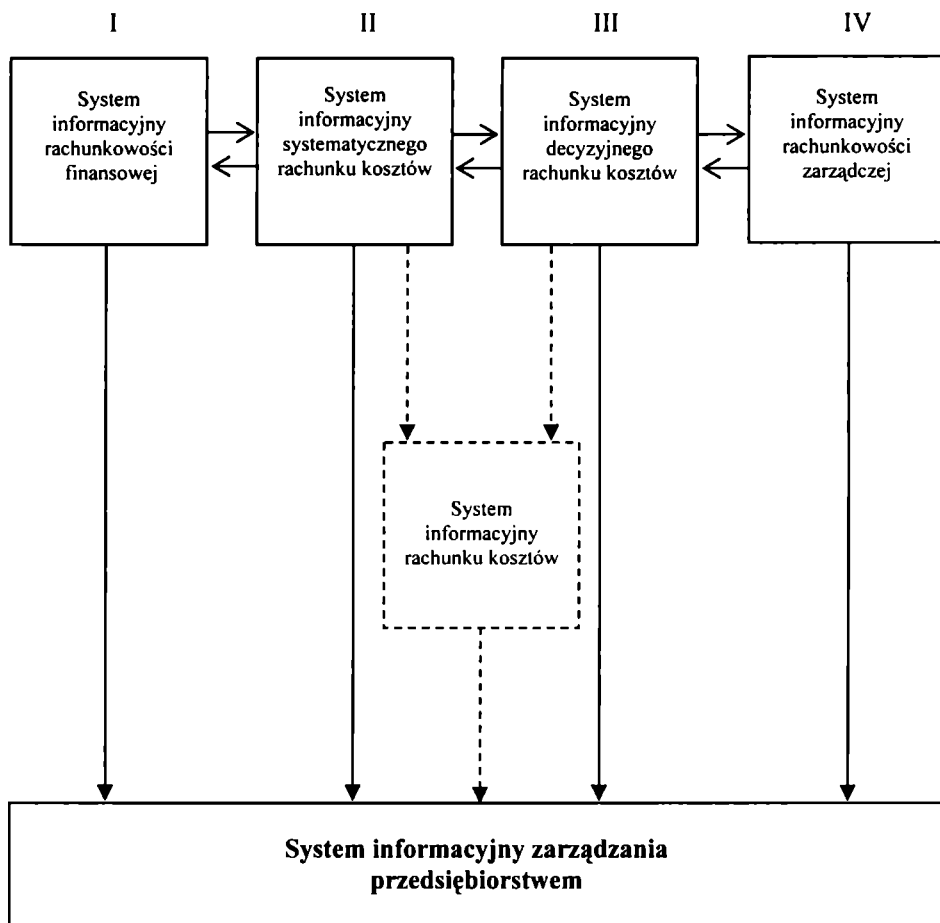 I
II
III
IV
System
informacyjny
rachunkowości
finansowej
System
informacyjny
systematycznego
rachunku kosztów
System
informacyjny
decyzyjnego
rachunku kosztów
System
informacyjny
rachunkowości
zarządczej
System
informacyjny
rachunku kosztów
System informacyjny zarządzania
przedsiębiorstwem